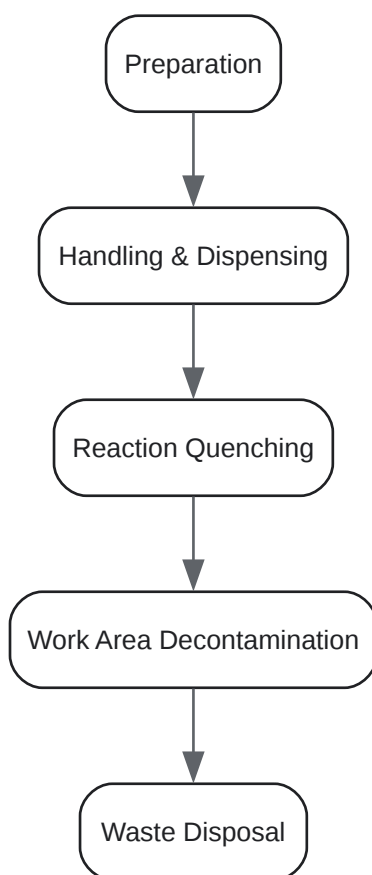 Preparation
Handling & Dispensing
Reaction Quenching
Work Area Decontamination
Waste Disposal